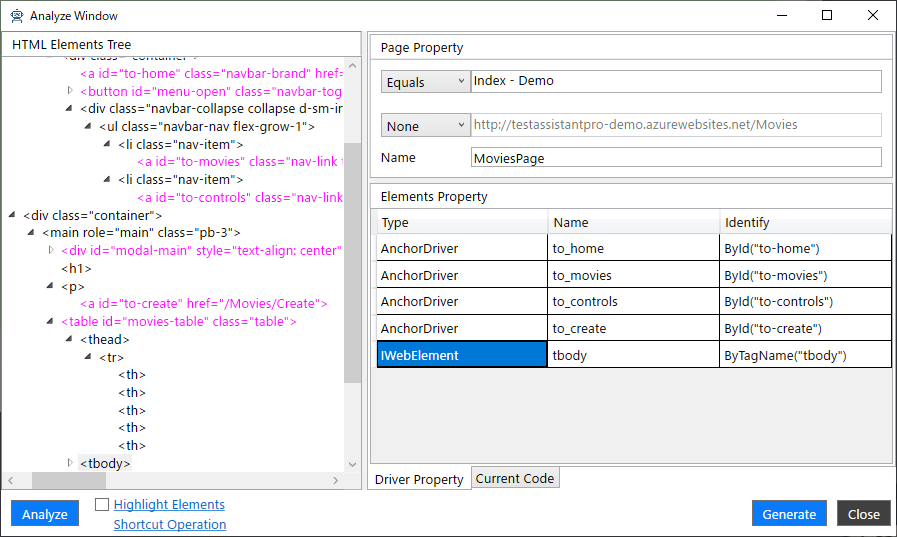 Analyze Window
HTML Elements Tree
<div class="container">
<a id="to-home" class="navbar-brand" href=
<button id="menu-open" class="navbar-tog
<div class="navbar-collapse collapse d-sm-in
<ul class="navbar-nav flex-grow-1">
<li class="nav-item">
<a id="to-movies" class="nav-link t
<li class="nav-item">
<a id="to-controls" class="nav-link
<div class="container">
<main role="main" class="pb-3">
<div id="modal-main" style="text-align: center"
<h1>
<p>
<a id="to-create" href="/Movies/Create">
<table id="movies-table" class="table">
<thead>
<tr>
<th>
<th>
<th>
<th>
<th>
<tbody>
Page Property
Equals Index - Demo
None http://testassistantpro-demo.azurewebsites.net/Movies
Name MoviesPage
Elements Property
Type Name Identify
AnchorDriver to_home ById("to-home")
AnchorDriver to_movies ById("to-movies")
AnchorDriver to_controls ById("to-controls")
AnchorDriver to_create ById("to-create")
IWebElement tbody ByTagName("tbody")
Driver Property Current Code
Analyze Highlight Elements
Shortcut Operation
Generate Close